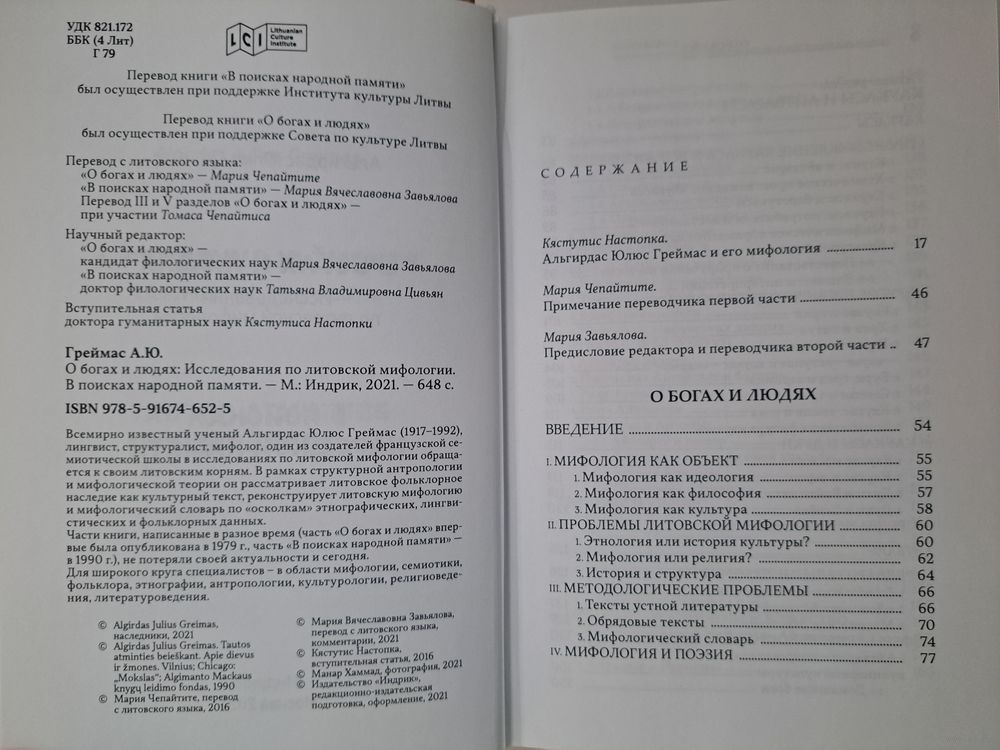 УДК 821.172
ББК (4 Лит)
Г 79
LCI
Lithuanian
Culture
Institute
Перевод книги «В поисках народной памяти»
был осуществлен при поддержке Института культуры Литвы
Перевод книги «О богах и людях»
был осуществлен при поддержке Совета по культуре Литвы
Перевод с литовского языка:
«О богах и людях» — Мария Чепайтите
«В поисках народной памяти» — Мария Вячеславовна Завьялова
Перевод III и V разделов «О богах и людях» —
при участии Томаса Чепайтиса
Научный редактор:
«О богах и людях» —
кандидат филологических наук Мария Вячеславовна Завьялова
«В поисках народной памяти» —
доктор филологических наук Татьяна Владимировна Цивьян
Вступительная статья
доктора гуманитарных наук Кястутиса Настопки
Греймас А.Ю.
О богах и людях: Исследования по литовской мифологии.
В поисках народной памяти. — М.: Индрик, 2021. — 648 с.
ISBN 978-5-91674-652-5
Всемирно известный ученый Альгирдас Юлюс Греймас (1917–1992),
лингвист, структуралист, мифолог, один из создателей французской се-
миотической школы в исследованиях по литовской мифологии обраща-
ется к своим литовским корням. В рамках структурной антропологии
и мифологической теории он рассматривает литовское фольклорное
наследие как культурный текст, реконструирует литовскую мифологию
и мифологический словарь по «осколкам» этнографических, лингви-
стических и фольклорных данных.
Части книги, написанные в разное время (часть «О богах и людях» впер-
вые была опубликована в 1979 г., часть «В поисках народной памяти» —
в 1990 г.), не потеряли своей актуальности и сегодня.
Для широкого круга специалистов – в области мифологии, семиотики,
фольклора, этнографии, антропологии, культурологии, религиоведе-
ния, литературоведения.
© Algirdas Julius Greimas,
наследники, 2021
© Algirdas Julius Greimas. Tautos
atminties beieškant. Apie dievus
ir žmones. Vilnius; Chicago:
„Mokslas“; Algimanto Mackaus
knygų leidimo fondas, 1990
© Мария Чепайтите, перевод
с литовского языка, 2016
© Мария Вячеславовна Завьялова,
перевод с литовского языка,
комментарии, 2021
© Кястутис Настопка,
вступительная статья, 2016
© Манар Хаммад, фотография, 2021
© Издательство «Индрик»,
редакционно-издательская
подготовка, оформление, 2021
СОДЕРЖАНИЕ
Кястутис Настопка.
Альгирдас Юлюс Греймас и его мифология ................ 17
Мария Чепайтите.
Примечание переводчика первой части ...................... 46
Мария Завьялова.
Предисловие редактора и переводчика второй части .. 47
О БОГАХ И ЛЮДЯХ
ВВЕДЕНИЕ ...................... 54
I. МИФОЛОГИЯ КАК ОБЪЕКТ ...................... 55
1. Мифология как идеология ...................... 55
2. Мифология как философия ...................... 57
3. Мифология как культура ...................... 58
II. ПРОБЛЕМЫ ЛИТОВСКОЙ МИФОЛОГИИ ................ 60
1. Этнология или история культуры? ...................... 60
2. Мифология или религия? ...................... 62
3. История и структура ...................... 64
III. МЕТОДОЛОГИЧЕСКИЕ ПРОБЛЕМЫ ...................... 66
1. Тексты устной литературы ...................... 66
2. Обрядовые тексты ...................... 70
3. Мифологический словарь ...................... 74
IV. МИФОЛОГИЯ И ПОЭЗИЯ ...................... 77